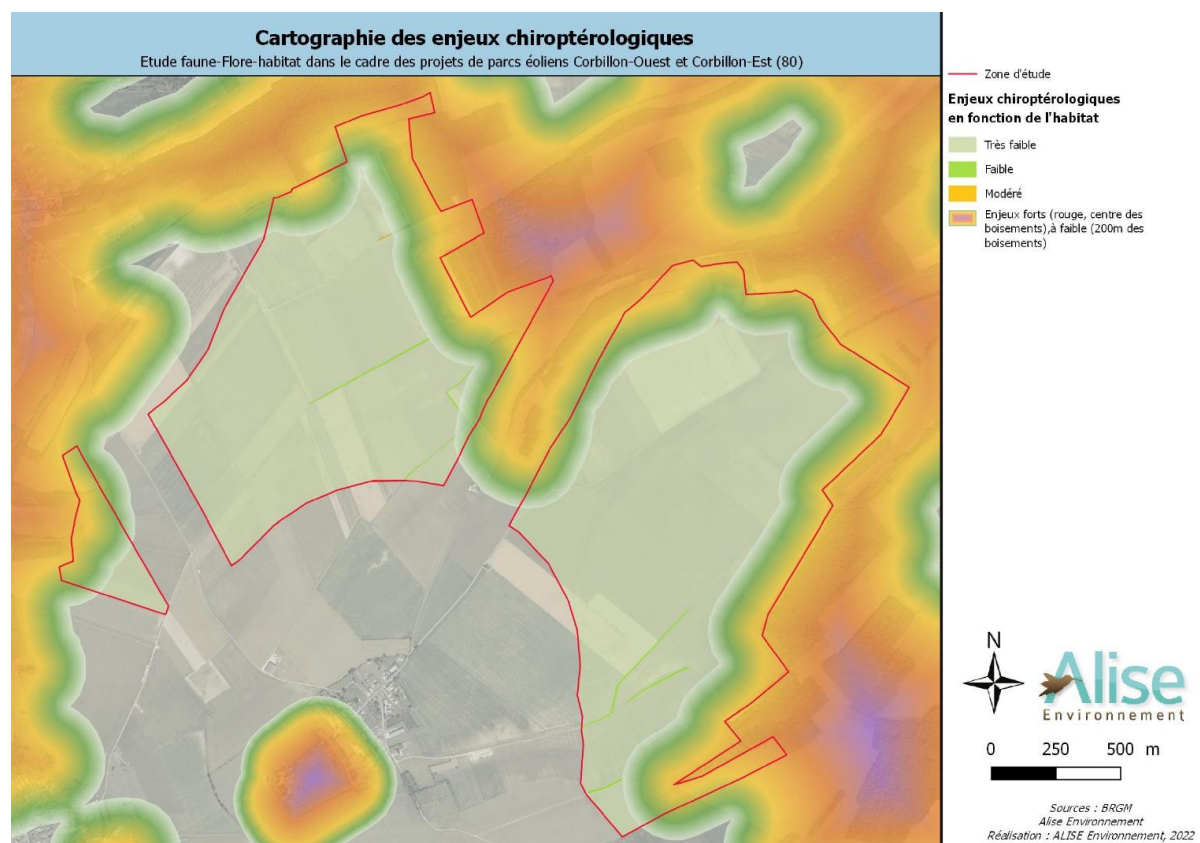 Cartographie des enjeux chiroptérologiques
Etude faune-Flore-habitat dans le cadre des projets de parcs éoliens Corbillon-Ouest et Corbillon-Est (80)
Zone d'étude
Enjeux chiroptérologiques
en fonction de l'habitat
Très faible
Faible
Modéré
Enjeux forts (rouge, centre des
boisements),à faible (200m des
boisements)
N
Alise
Environnement
0 250 500 m
Sources : BRGM
Alise Environnement
Réalisation : ALISE Environnement, 2022